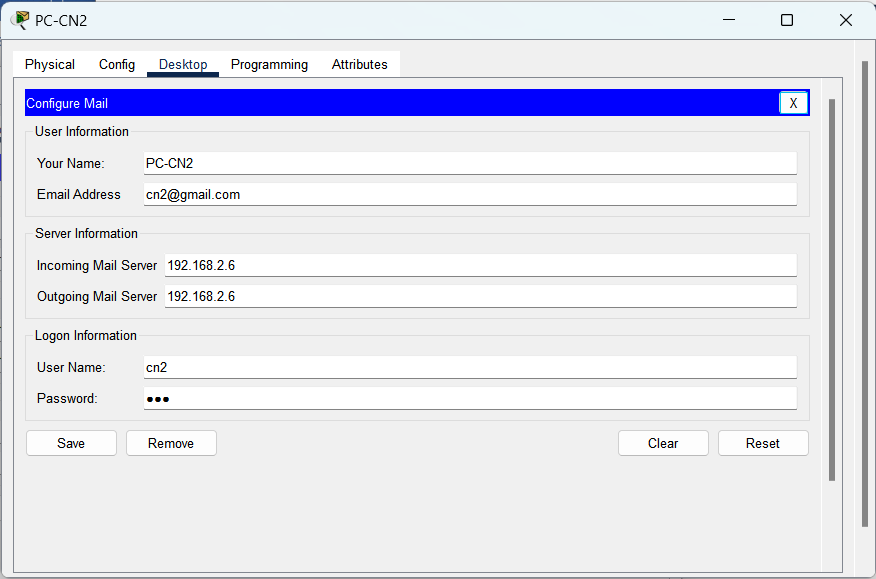 PC-CN2
Physical Config Desktop Programming Attributes
Configure Mail X
User Information
Your Name: PC-CN2
Email Address cn2@gmail.com
Server Information
Incoming Mail Server 192.168.2.6
Outgoing Mail Server 192.168.2.6
Logon Information
User Name: cn2
Password: •••
Save Remove Clear Reset